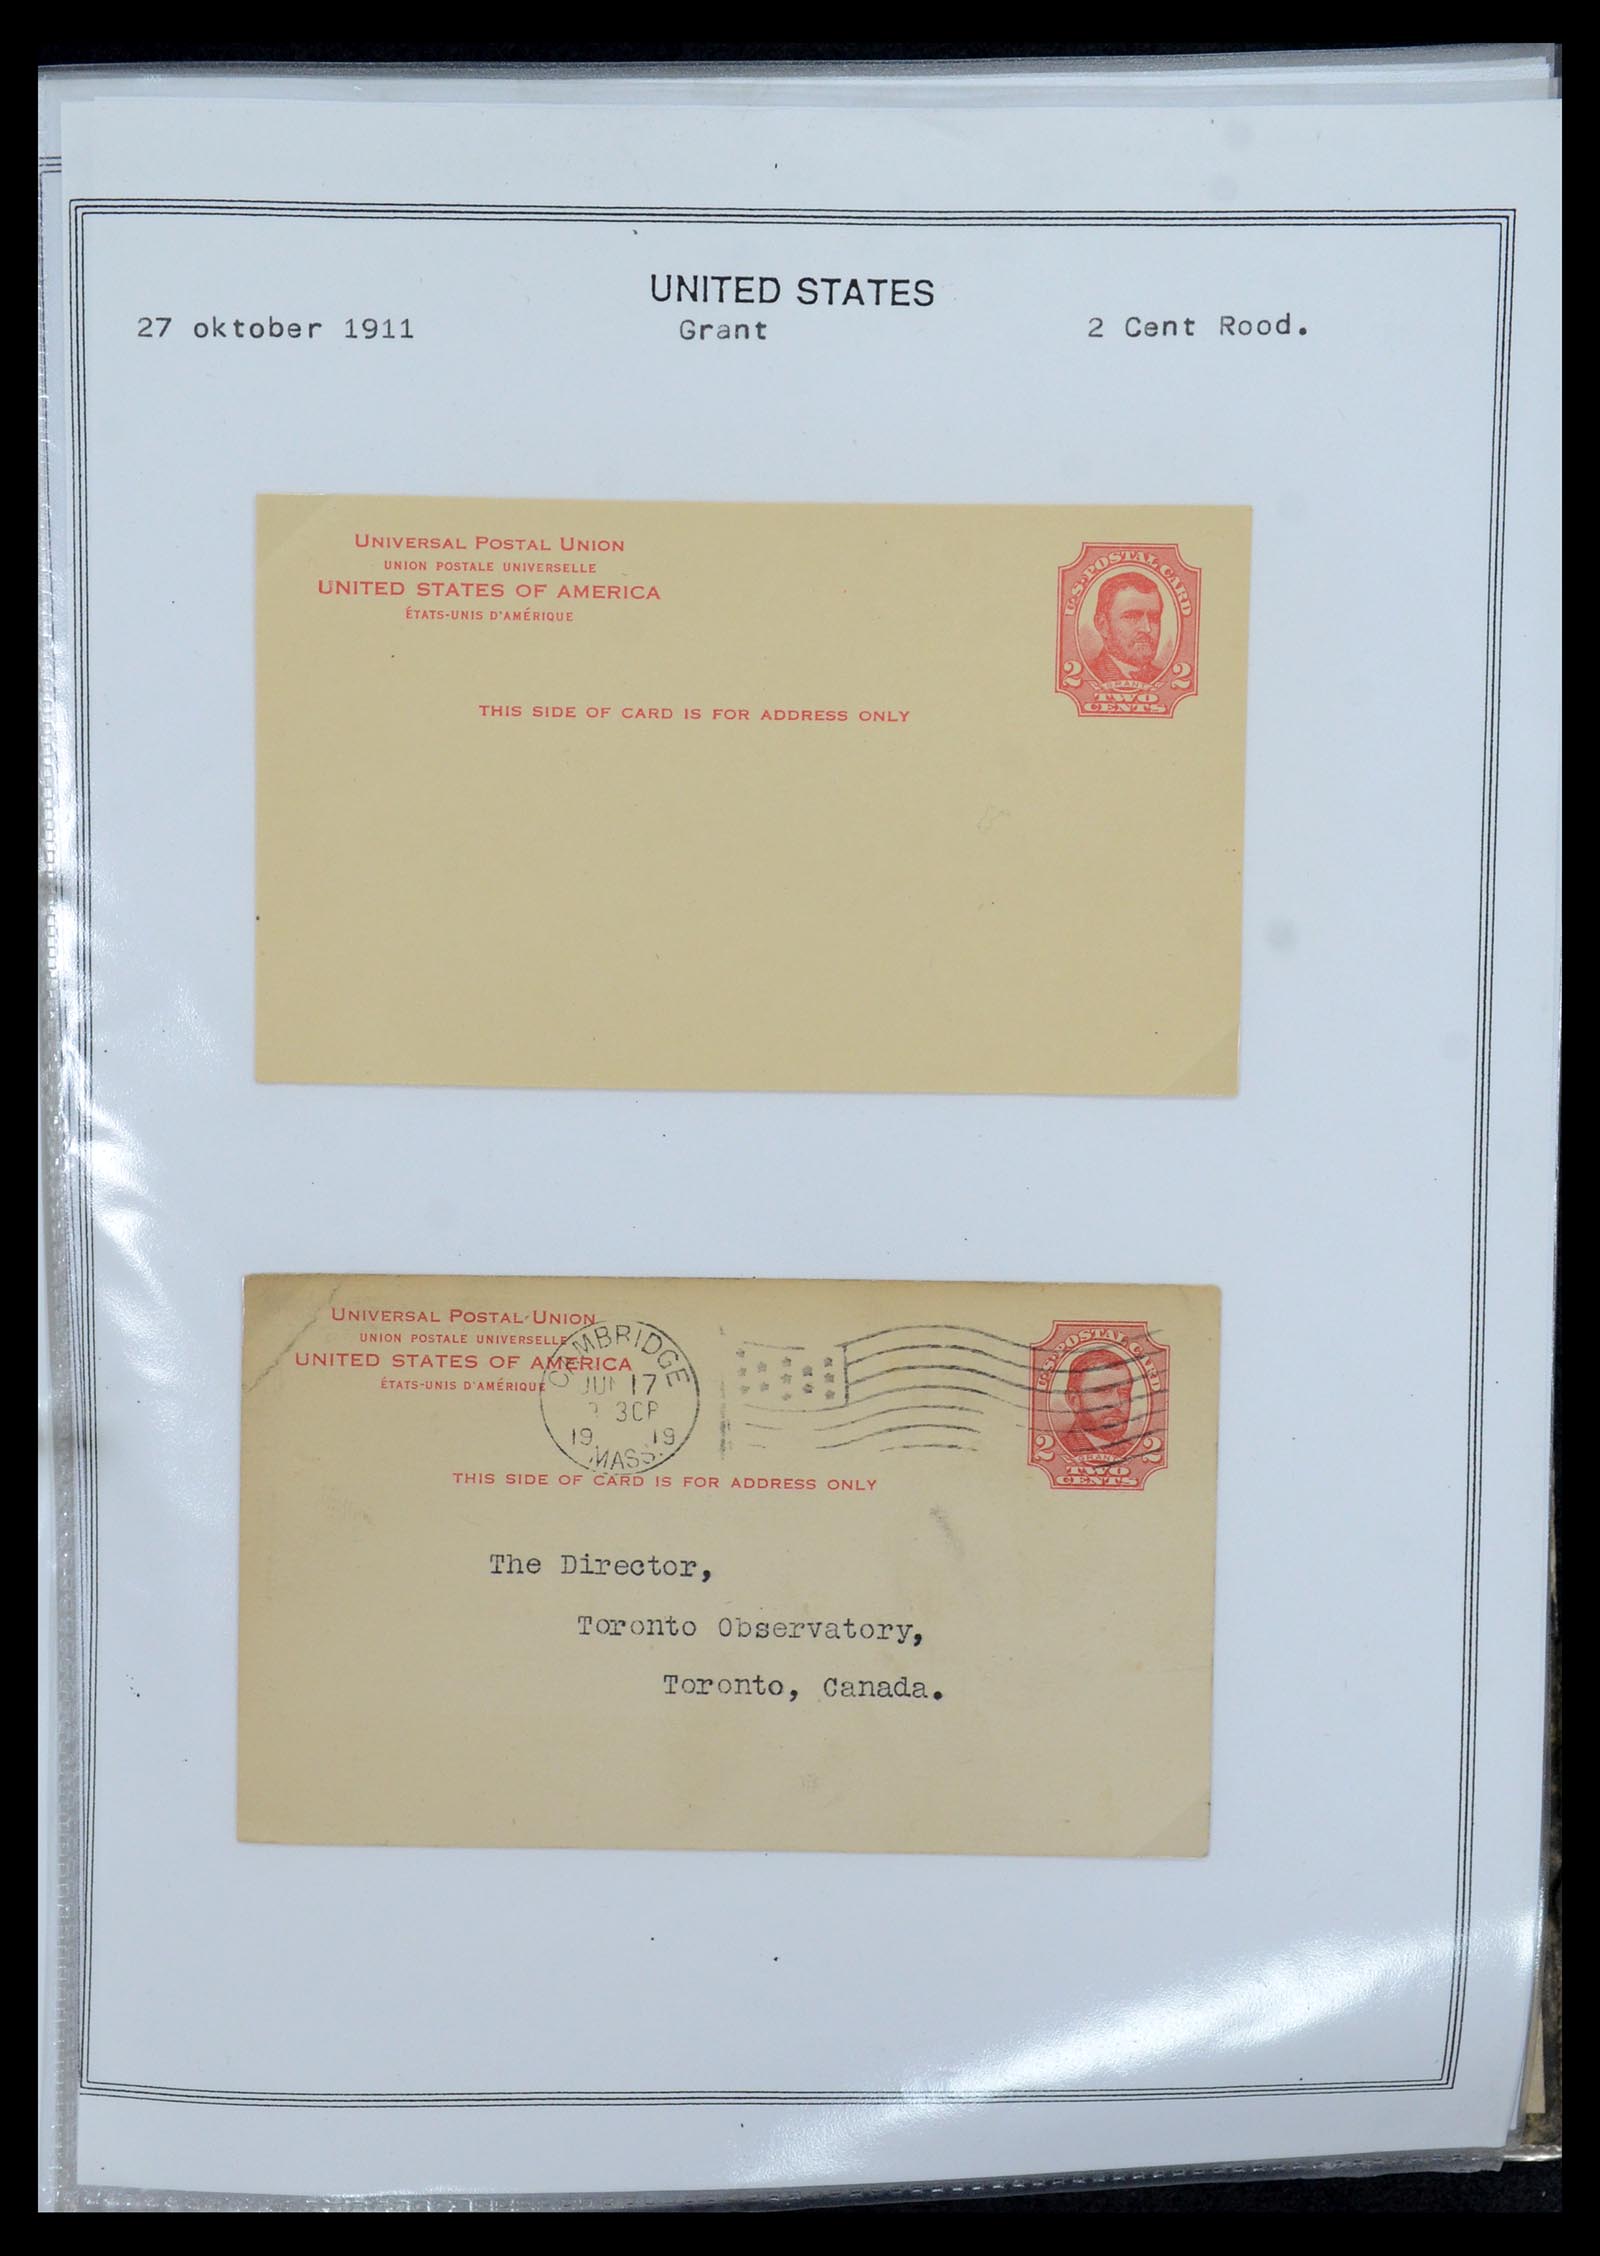 UNITED STATES
27 oktober 1911 Grant 2 Cent Rood.
UNIVERSAL POSTAL UNION
UNION POSTALE UNIVERSELLE
UNITED STATES OF AMERICA
ÉTATS-UNIS D'AMÉRIQUE
THIS SIDE OF CARD IS FOR ADDRESS ONLY
U.S. POSTAL CARD
2 2
GRANT
TWO
CENTS
UNIVERSAL POSTAL UNION
UNION POSTALE UNIVERSELLE
UNITED STATES OF AMERICA
ÉTATS-UNIS D'AMÉRIQUE
CAMBRIDGE
JUN 17
19 19
MASS.
U.S. POSTAL CARD
2 2
GRANT
TWO
CENTS
THIS SIDE OF CARD IS FOR ADDRESS ONLY
The Director,
Toronto Observatory,
Toronto, Canada.